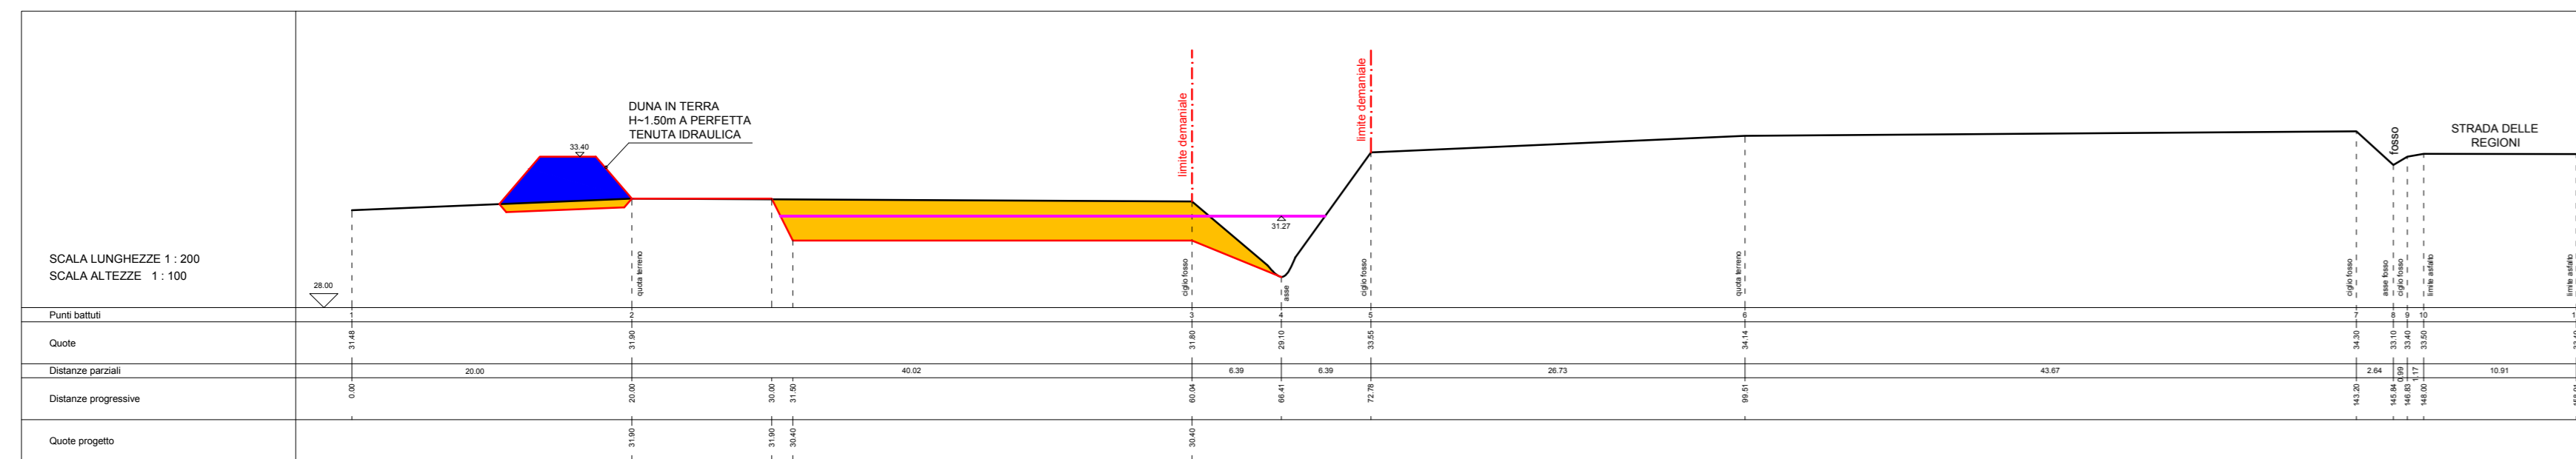 limite demaniale
limite demaniale
DUNA IN TERRA
H~1.50m A PERFETTA
TENUTA IDRAULICA
33.40
fosso
STRADA DELLE
REGIONI
31.27
SCALA LUNGHEZZE 1 : 200
SCALA ALTEZZE 1 : 100
28.00
quota terreno
ciglio fosso
asse
ciglio fosso
quota terreno
ciglio fosso
asse fosso
ciglio fosso
limite asfalto
limite asfalto
Punti battuti 1 2 3 4 5 6 7 8 9 10
Quote 31.48 31.90 31.80 29.10 33.55 34.14 34.30 33.10 33.40 33.50
Distanze parziali 20.00 40.02 6.39 6.39 26.73 43.67 2.64 0.99 1.17 10.91
Distanze progressive 0.00 20.00 30.00 31.50 60.04 66.41 72.78 99.51 143.20 145.84 146.83 148.00
Quote progetto 31.90 31.90 30.40 30.40